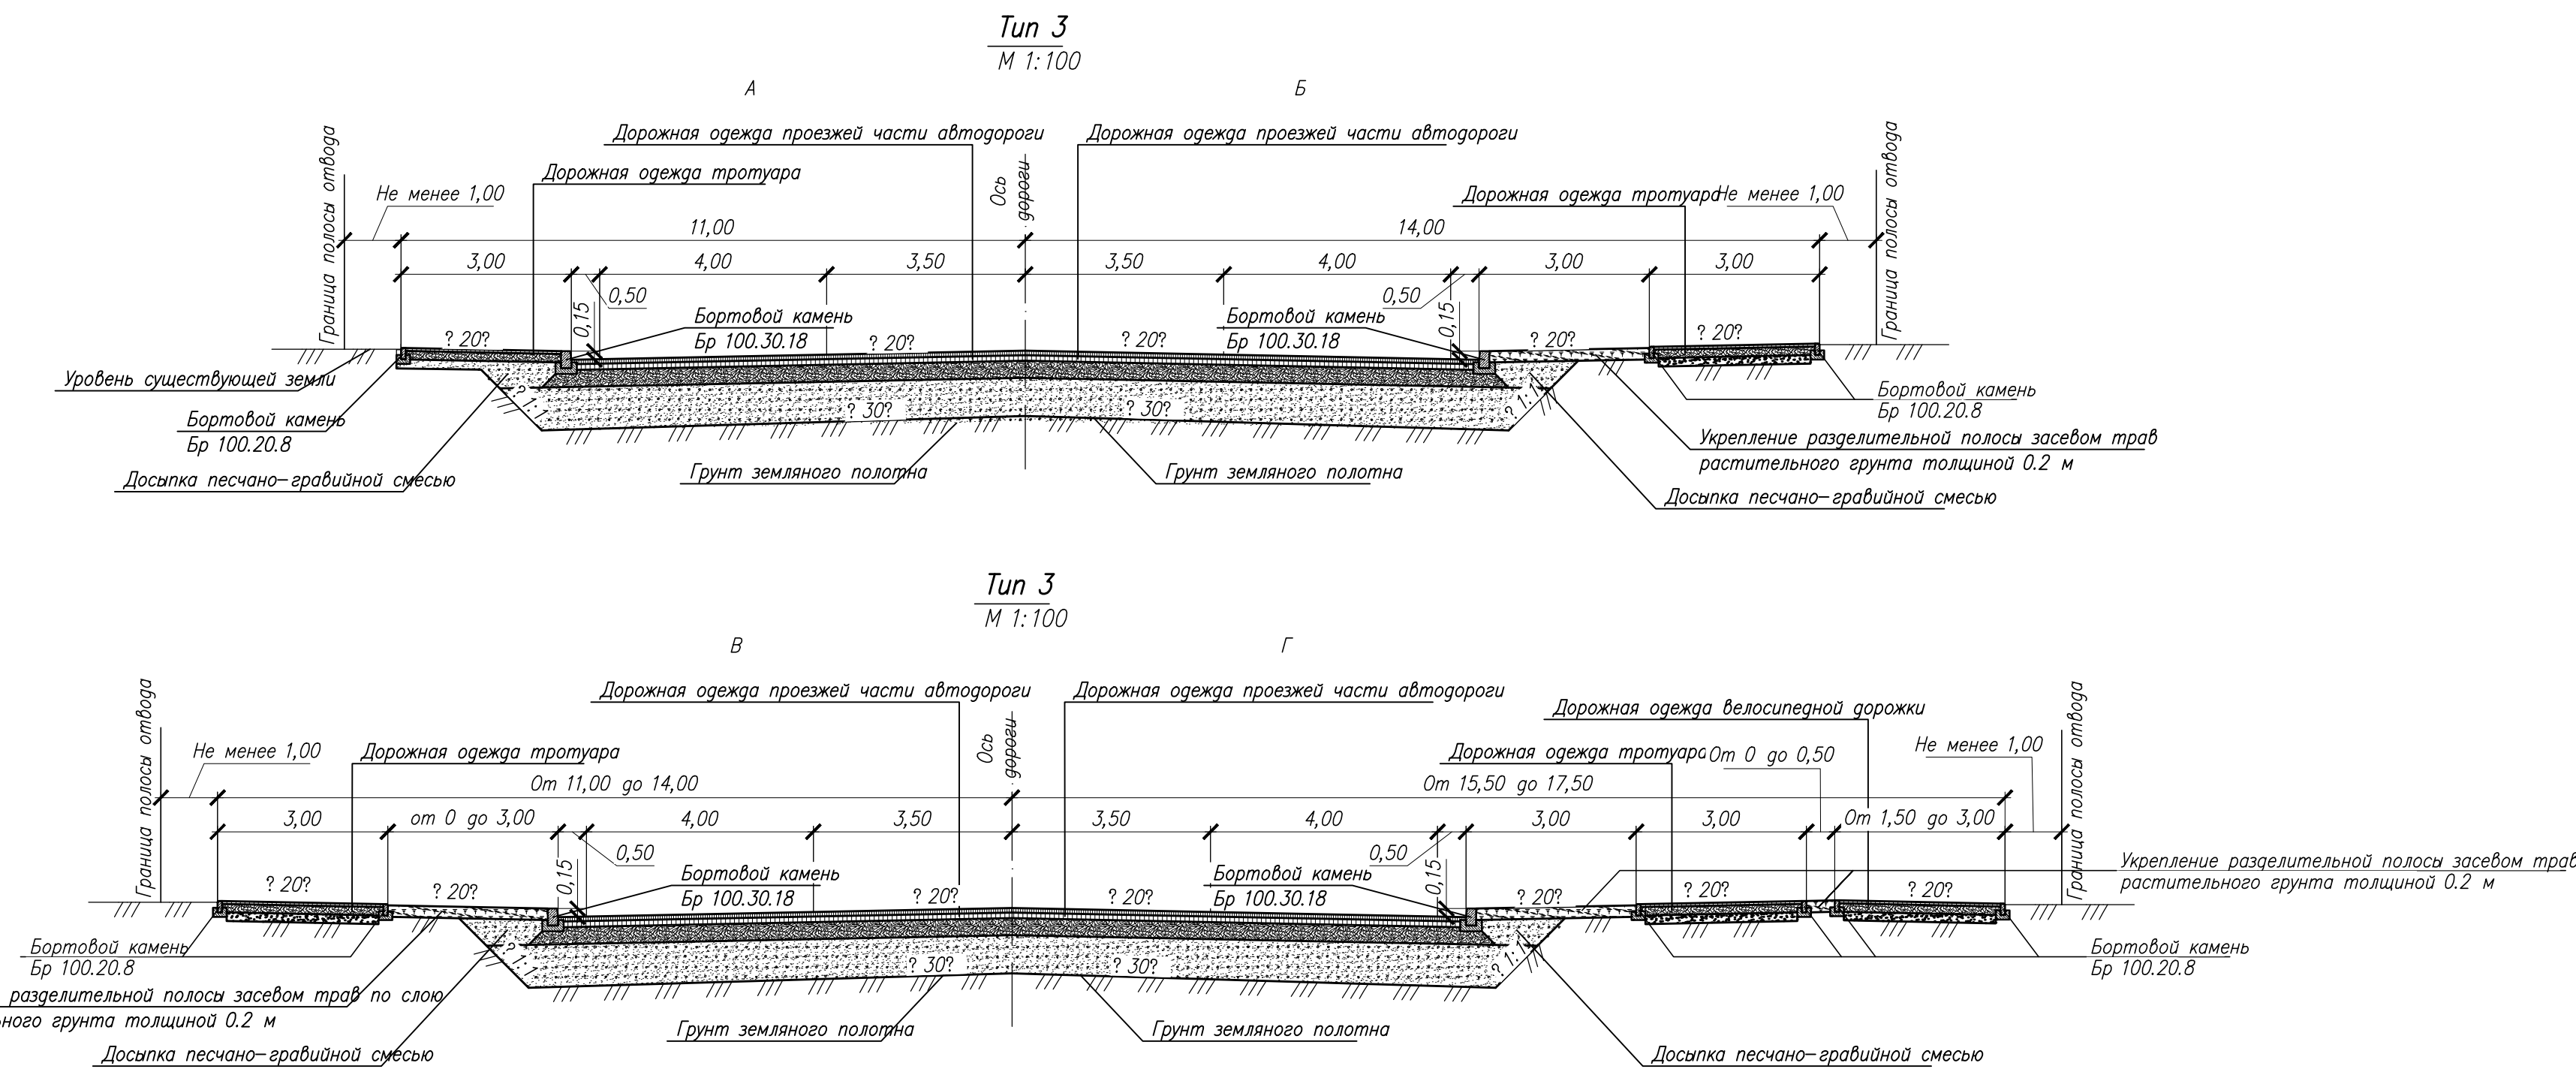 Тип 3
М 1:100
А
Б
Дорожная одежда проезжей части автодороги
Дорожная одежда проезжей части автодороги
Граница полосы отвода
Не менее 1,00
Дорожная одежда тротуара
Ось
дороги
Дорожная одежда тротуара
Не менее 1,00
Граница полосы отвода
11,00
14,00
3,00
4,00
3,50
3,50
4,00
3,00
3,00
0,50
0,15
0,50
0,15
Бортовой камень
Бр 100.30.18
Бортовой камень
Бр 100.30.18
? 20?
? 20?
? 20?
? 20?
? 20?
Уровень существующей земли
? 1:1
? 1:1
Бортовой камень
Бр 100.20.8
? 30?
? 30?
Бортовой камень
Бр 100.20.8
Укрепление разделительной полосы засевом трав
растительного грунта толщиной 0.2 м
Досыпка песчано-гравийной смесью
Грунт земляного полотна
Грунт земляного полотна
Досыпка песчано-гравийной смесью
Тип 3
М 1:100
В
Г
Дорожная одежда проезжей части автодороги
Дорожная одежда проезжей части автодороги
Дорожная одежда велосипедной дорожки
Граница полосы отвода
Не менее 1,00
Дорожная одежда тротуара
Ось
дороги
Дорожная одежда тротуара
От 0 до 0,50
Не менее 1,00
Граница полосы отвода
От 11,00 до 14,00
От 15,50 до 17,50
3,00
от 0 до 3,00
4,00
3,50
3,50
4,00
3,00
3,00
От 1,50 до 3,00
0,50
0,15
0,50
0,15
Бортовой камень
Бр 100.30.18
Бортовой камень
Бр 100.30.18
Укрепление разделительной полосы засевом трав
растительного грунта толщиной 0.2 м
? 20?
? 20?
? 20?
? 20?
? 20?
? 20?
? 20?
? 1:1
? 1:1
Бортовой камень
Бр 100.20.8
? 30?
? 30?
Бортовой камень
Бр 100.20.8
разделительной полосы засевом трав по слою
ного грунта толщиной 0.2 м
Грунт земляного полотна
Грунт земляного полотна
Досыпка песчано-гравийной смесью
Досыпка песчано-гравийной смесью